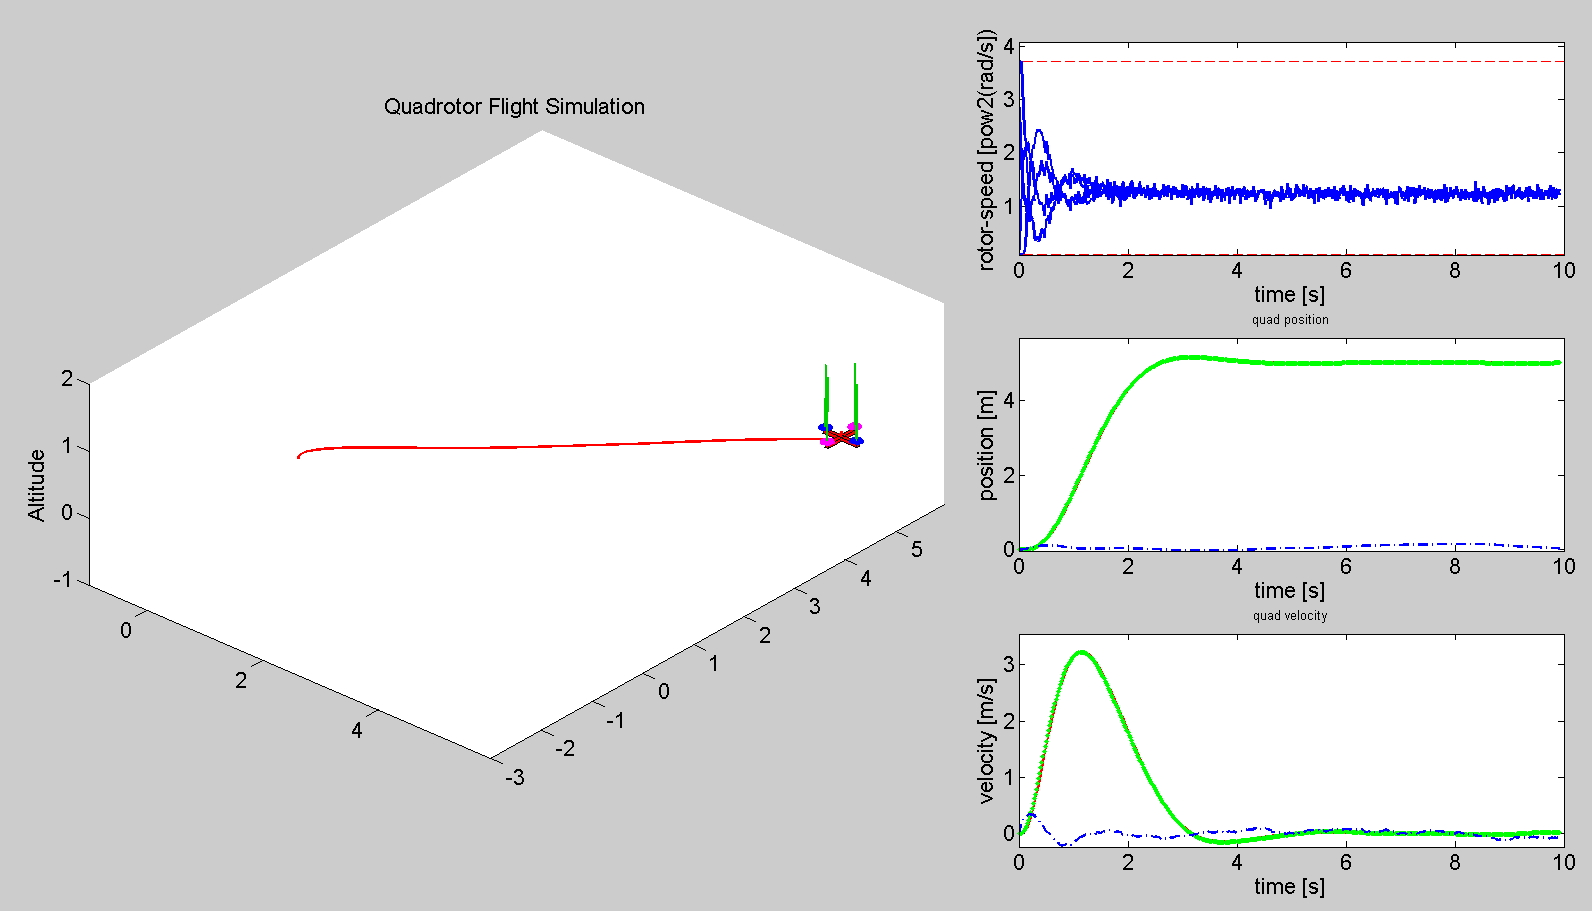 Quadrotor Flight Simulation
Altitude
2
1
0
-1
0
2
4
-3
-2
-1
0
1
2
3
4
5
rotor-speed [pow2(rad/s])
4
3
2
1
0 2 4 6 8 10
time [s]
quad position
position [m]
4
2
0
0 2 4 6 8 10
time [s]
quad velocity
velocity [m/s]
3
2
1
0
0 2 4 6 8 10
time [s]